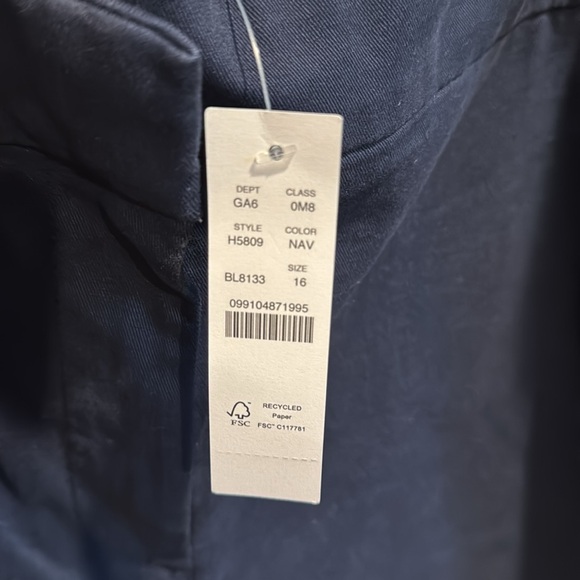 DEPT CLASS
GA6 0M8
STYLE COLOR
H5809 NAV
SIZE
BL8133 16
099104871995
RECYCLED
Paper
FSC FSC® C117781